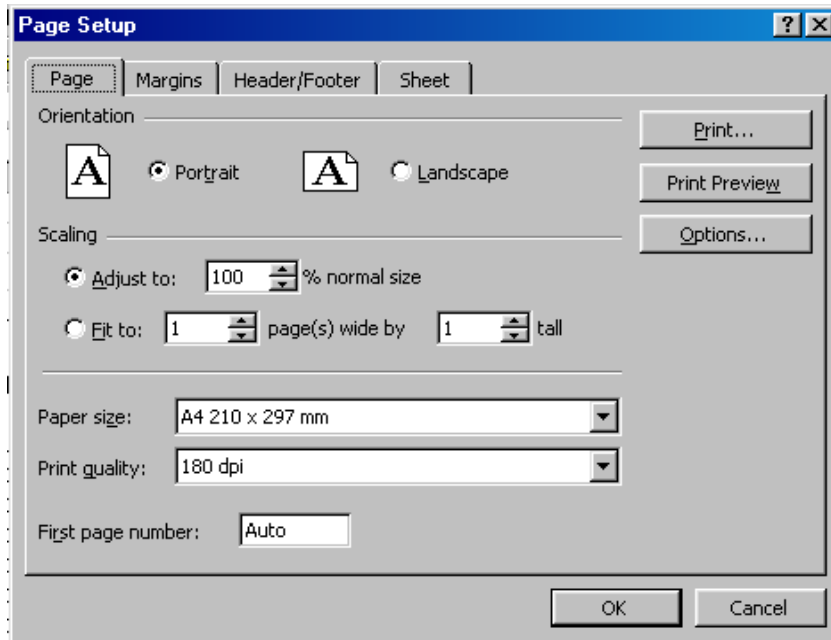 Page Setup
Page Margins Header/Footer Sheet
Orientation
A Portrait A Landscape
Print...
Print Preview
Options...
Scaling
Adjust to: 100 % normal size
Fit to: 1 page(s) wide by 1 tall
Paper size: A4 210 x 297 mm
Print quality: 180 dpi
First page number: Auto
OK Cancel